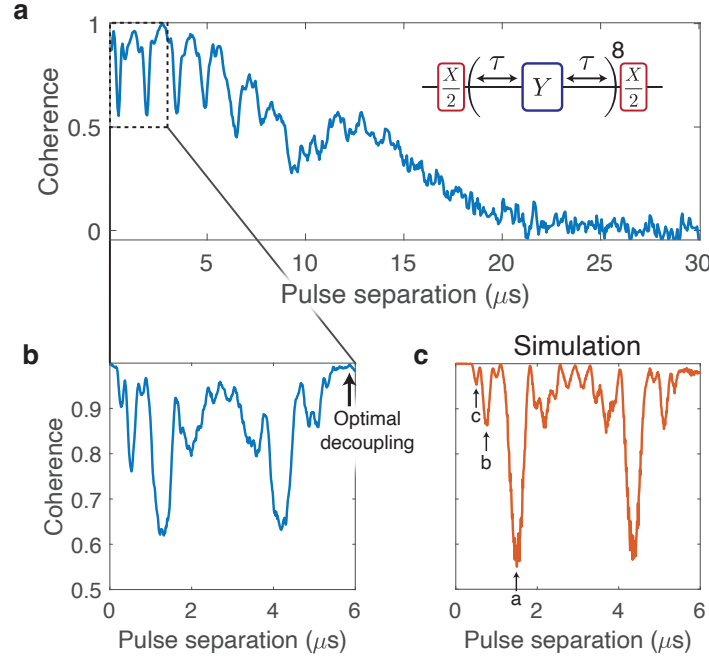 a
1
0.5
0
Coherence
X
2
τ
Y
τ
8
X
2
5
10
15
20
25
30
Pulse separation (μs)
b
0.9
0.8
0.7
0.6
0.5
Coherence
Optimal
decoupling
0
2
4
6
Pulse separation (μs)
c
Simulation
c
b
a
0
2
4
6
Pulse separation (μs)